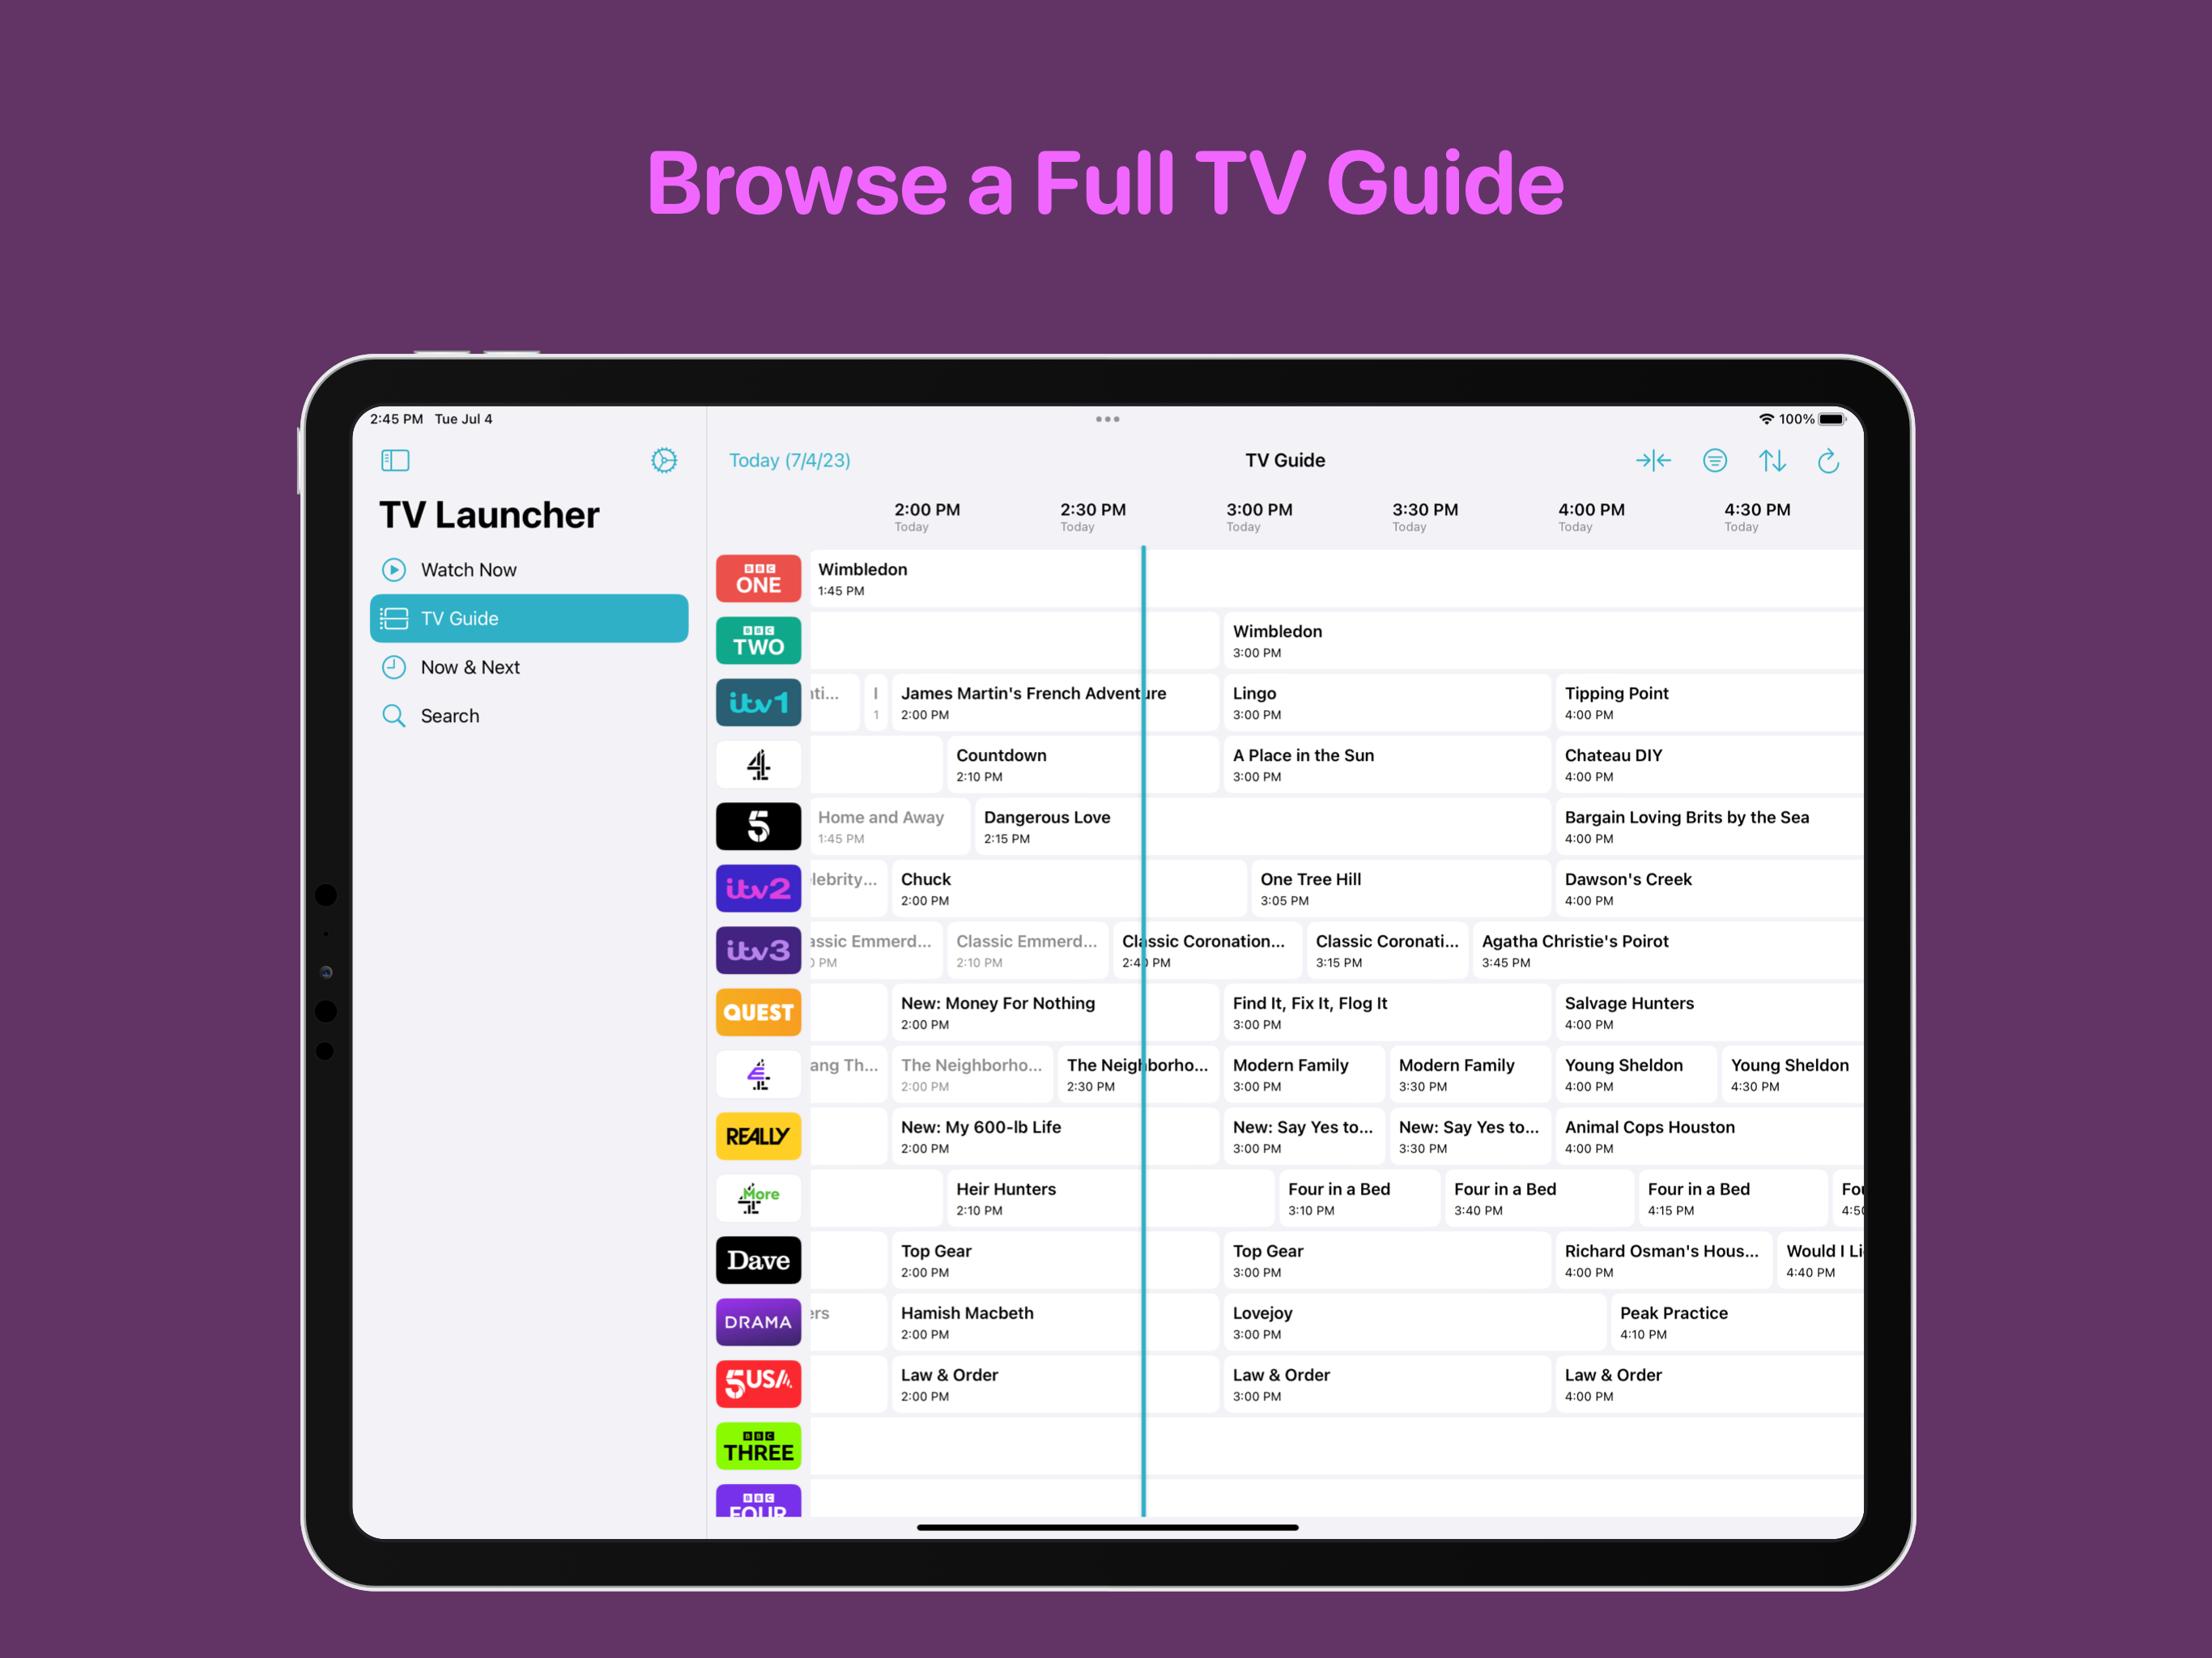 Browse a Full TV Guide
2:45 PM Tue Jul 4
100%
TV Launcher
Watch Now
TV Guide
Now & Next
Search
Today (7/4/23)
TV Guide
2:00 PM 2:30 PM 3:00 PM 3:30 PM 4:00 PM 4:30 PM
Today Today Today Today Today Today
BBC ONE
Wimbledon
1:45 PM
BBC TWO
Wimbledon
3:00 PM
itv1
James Martin's French Adventure Lingo Tipping Point
2:00 PM 3:00 PM 4:00 PM
4
Countdown A Place in the Sun Chateau DIY
2:10 PM 3:00 PM 4:00 PM
5
Home and Away Dangerous Love Bargain Loving Brits by the Sea
1:45 PM 2:15 PM 4:00 PM
itv2
lebrity... Chuck One Tree Hill Dawson's Creek
2:00 PM 3:05 PM 4:00 PM
itv3
assic Emmerd... Classic Emmerd... Classic Coronation... Classic Coronati... Agatha Christie's Poirot
PM 2:10 PM 2:40 PM 3:15 PM 3:45 PM
QUEST
New: Money For Nothing Find It, Fix It, Flog It Salvage Hunters
2:00 PM 3:00 PM 4:00 PM
E4
ang Th... The Neighborho... The Neighborho... Modern Family Modern Family Young Sheldon Young Sheldon
2:00 PM 2:30 PM 3:00 PM 3:30 PM 4:00 PM 4:30 PM
REALLY
New: My 600-lb Life New: Say Yes to... New: Say Yes to... Animal Cops Houston
2:00 PM 3:00 PM 3:30 PM 4:00 PM
More 4
Heir Hunters Four in a Bed Four in a Bed Four in a Bed Fou
2:10 PM 3:10 PM 3:40 PM 4:15 PM 4:50
Dave
Top Gear Top Gear Richard Osman's Hous... Would I Li
2:00 PM 3:00 PM 4:00 PM 4:40 PM
DRAMA
ers Hamish Macbeth Lovejoy Peak Practice
2:00 PM 3:00 PM 4:10 PM
5USA
Law & Order Law & Order Law & Order
2:00 PM 3:00 PM 4:00 PM
BBC THREE
BBC FOUR